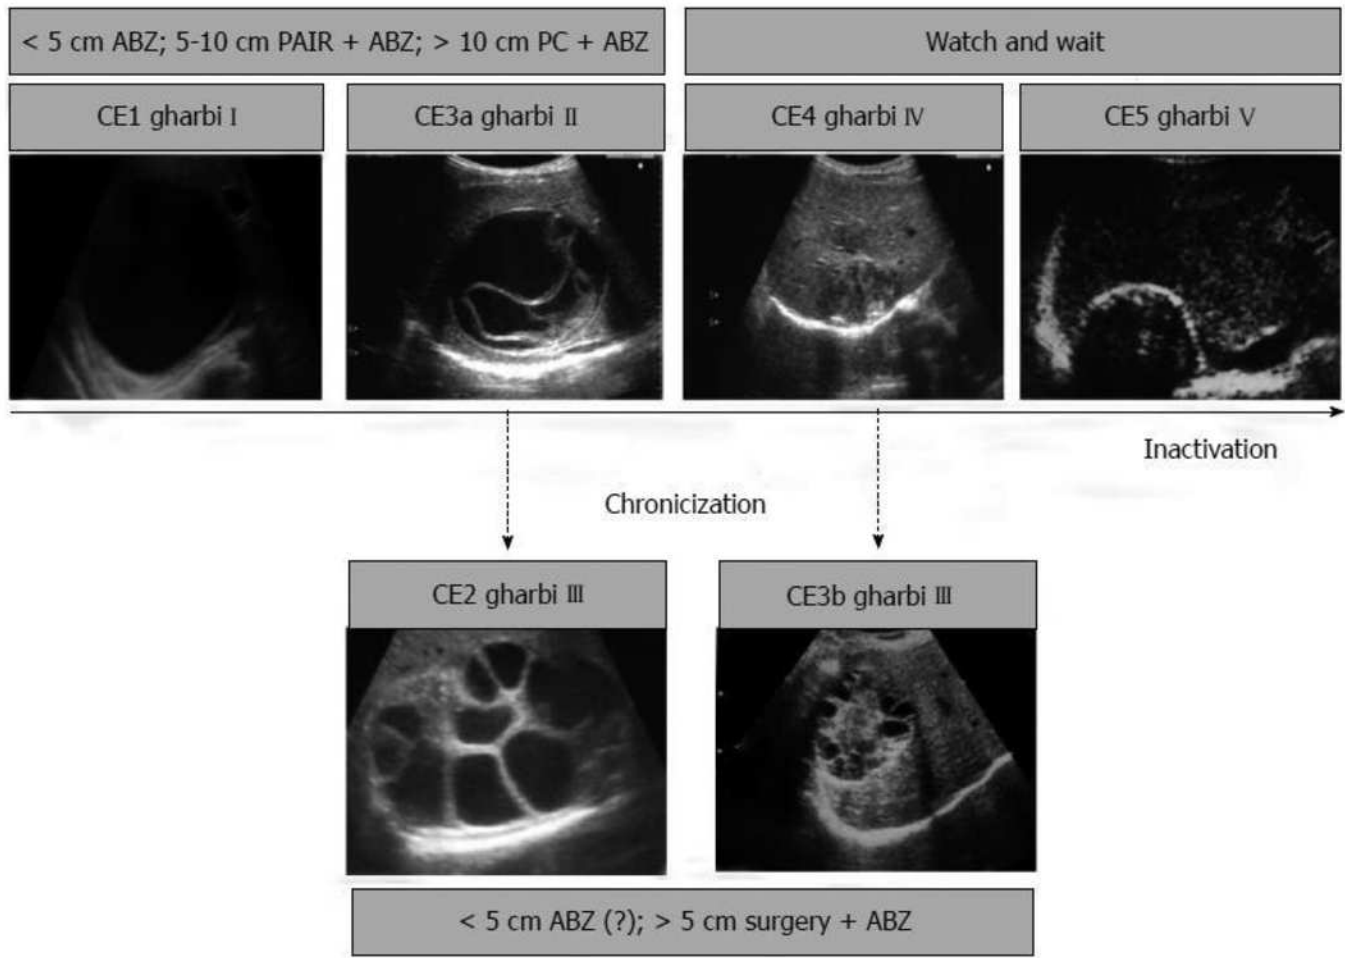 < 5 cm ABZ; 5-10 cm PAIR + ABZ; > 10 cm PC + ABZ
Watch and wait
CE1 gharbi I
CE3a gharbi II
CE4 gharbi IV
CE5 gharbi V
Inactivation
Chronicization
CE2 gharbi III
CE3b gharbi III
< 5 cm ABZ (?); > 5 cm surgery + ABZ